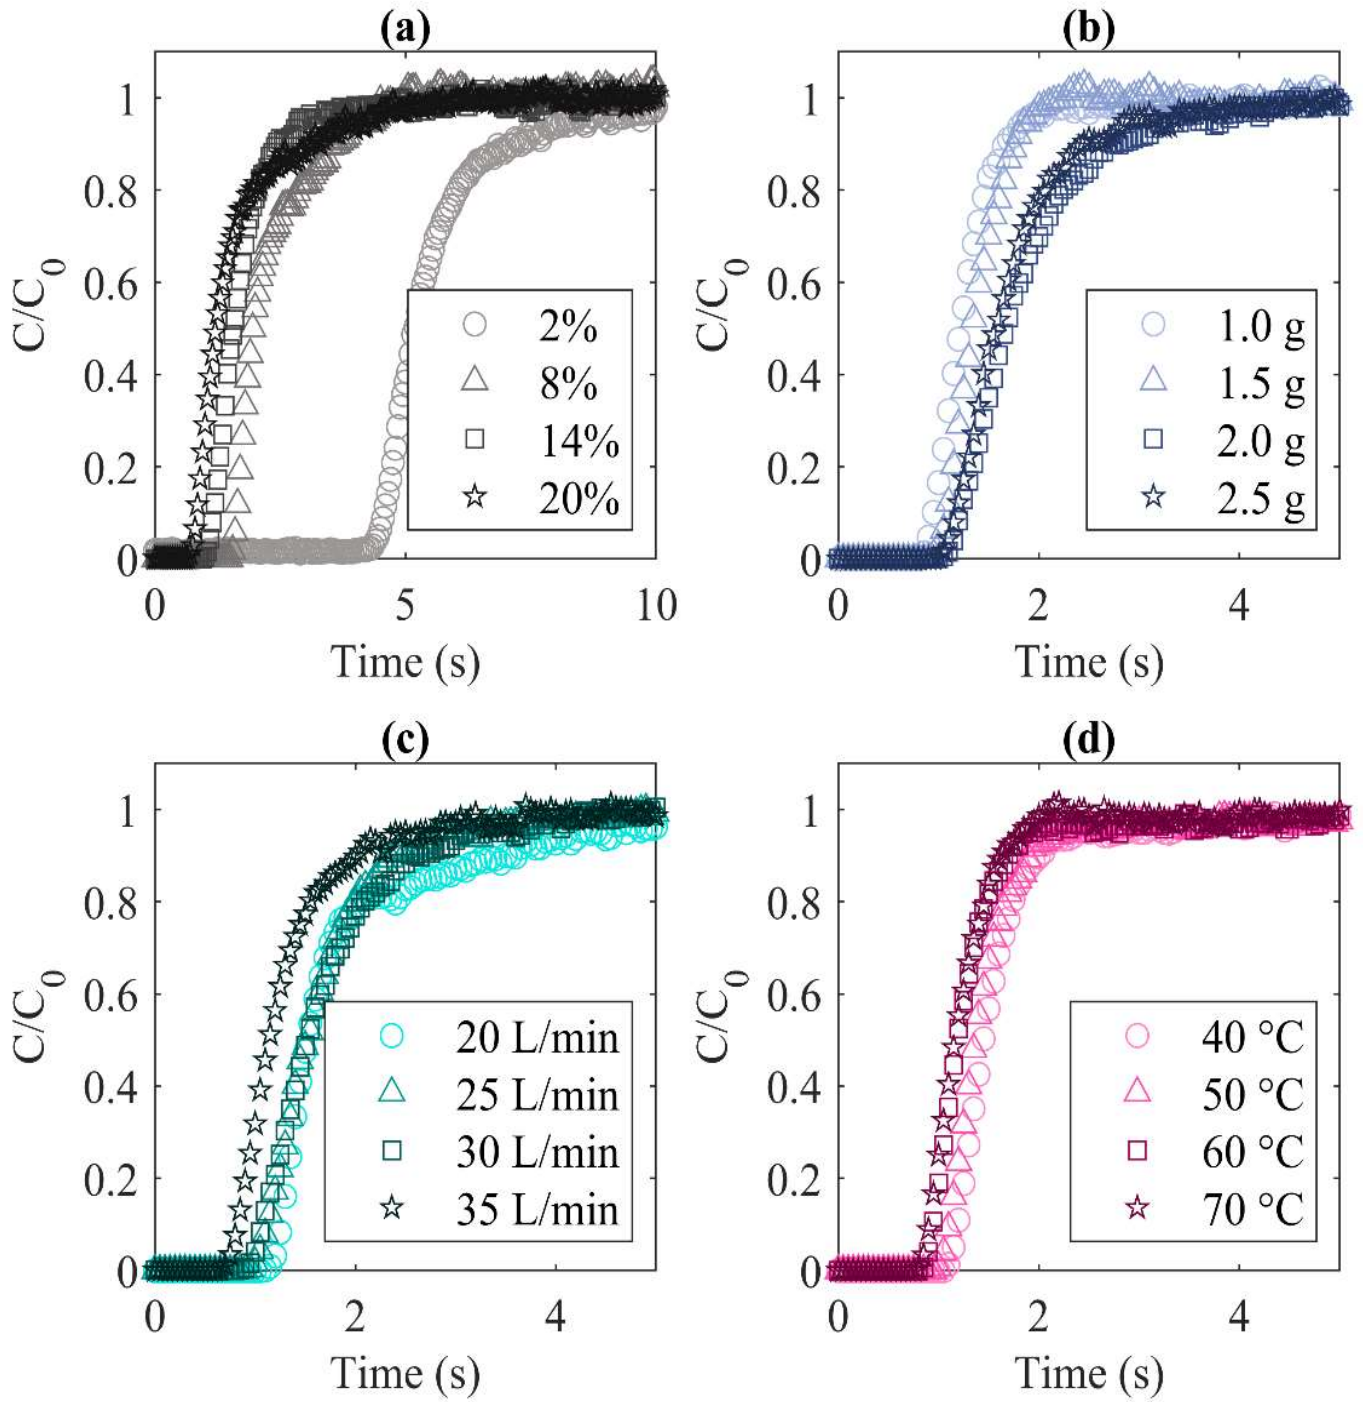 (a)
1
0.8
0.6
0.4
0.2
0
C/C0
2%
8%
14%
20%
0 5 10
Time (s)
(b)
1
0.8
0.6
0.4
0.2
0
C/C0
1.0 g
1.5 g
2.0 g
2.5 g
0 2 4
Time (s)
(c)
1
0.8
0.6
0.4
0.2
0
C/C0
20 L/min
25 L/min
30 L/min
35 L/min
0 2 4
Time (s)
(d)
1
0.8
0.6
0.4
0.2
0
C/C0
40 °C
50 °C
60 °C
70 °C
0 2 4
Time (s)